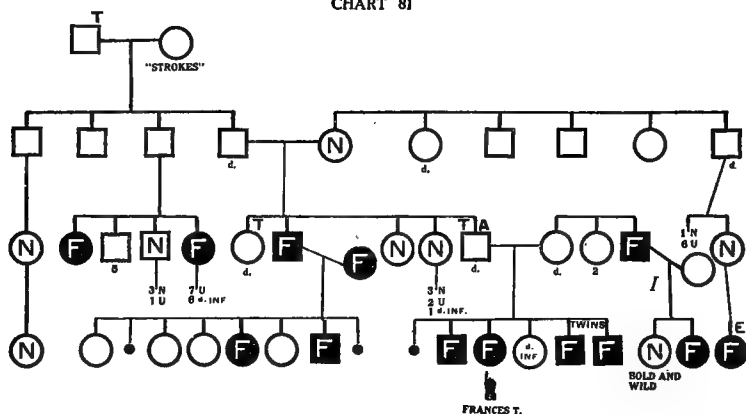 CHART 81
T
"STROKES"
N
d. d. d.
T T A
N F N F F N N F N
F
5 d. d. d. 2
1 N
6 U
3 N
1 U
7 U
6 d. INF
3 N
2 U
1 d. INF.
I
TWINS E
N F F F F d. INF F F N F F
BOLD AND
WILD
FRANCES T.